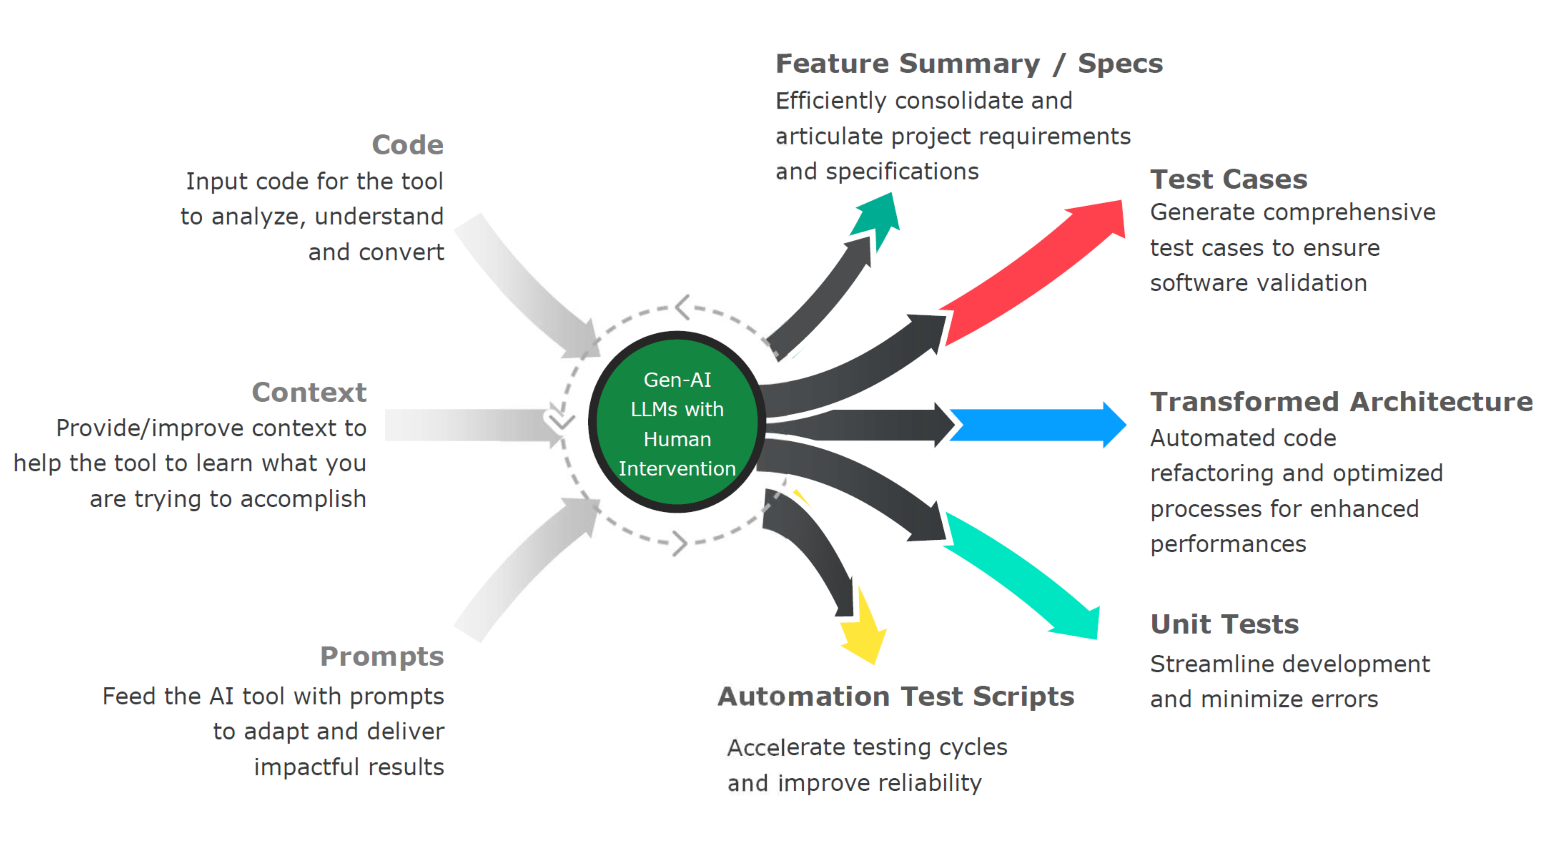 Code
Input code for the tool
to analyze, understand
and convert
Context
Provide/improve context to
help the tool to learn what you
are trying to accomplish
Prompts
Feed the AI tool with prompts
to adapt and deliver
impactful results
Gen-AI
LLMs with
Human
Intervention
Feature Summary / Specs
Efficiently consolidate and
articulate project requirements
and specifications
Test Cases
Generate comprehensive
test cases to ensure
software validation
Transformed Architecture
Automated code
refactoring and optimized
processes for enhanced
performances
Unit Tests
Streamline development
and minimize errors
Automation Test Scripts
Accelerate testing cycles
and improve reliability